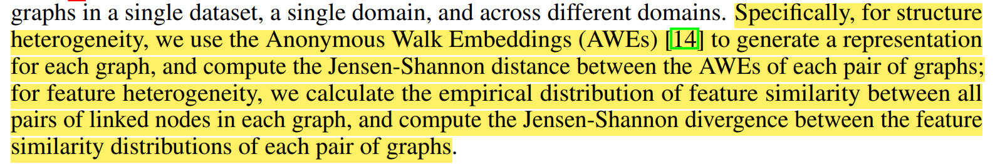 graphs in a single dataset, a single domain, and across different domains. Specifically, for structure
heterogeneity, we use the Anonymous Walk Embeddings (AWEs) [14] to generate a representation
for each graph, and compute the Jensen-Shannon distance between the AWEs of each pair of graphs;
for feature heterogeneity, we calculate the empirical distribution of feature similarity between all
pairs of linked nodes in each graph, and compute the Jensen-Shannon divergence between the feature
similarity distributions of each pair of graphs.